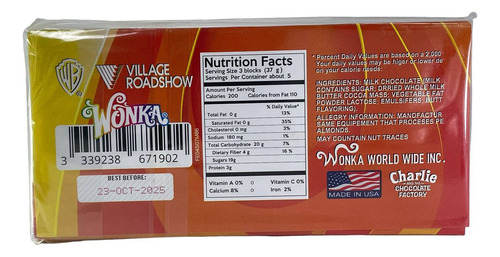 WB
VILLAGE
ROADSHOW
WONKA
3 339238 671902
BEST BEFORE:
23-OCT-2025
Nutrition Facts
Serving Size 3 blocks (37 g)
Servings Per Container about 5
Amount Per Serving
Calories 200 Calories from Fat 110
% Daily Value*
Total Fat 0 g 13%
Saturated Fat 0 g 35%
Cholesterol 0 mg 3%
Sodium 180 mg 1%
Total Carbohydrate 20 g 7%
Dietary Fiber 4 g 16 %
Sugars 19g
Protein 3g
Vitamin A 0% Vitamin C 0%
Calcium 8% Iron 2%
*Percent Daily Values are based on a 2,000
Your daily values may be higer or lower de
on your calorie needs:
INGREDIENTS: MILK CHOCOLATE (MILK
CONTAINS SUGAR: DRRIED WHOLE MILK
BUTTER COCOA MASS; VEGETABLE FAT
POWDER LACTOSE; EMULSIFERS
FLAVORING).
ALLEGRY INFORMATION: MANUFACTUR
SAME EQUIPMENT THAT PROCESES PE
ALMONDS.
MAY COUNTAIN NUT TRACES
WONKA WORLD WIDE INC.
MADE IN USA
Charlie
AND THE
CHOCOLATE
FACTORY